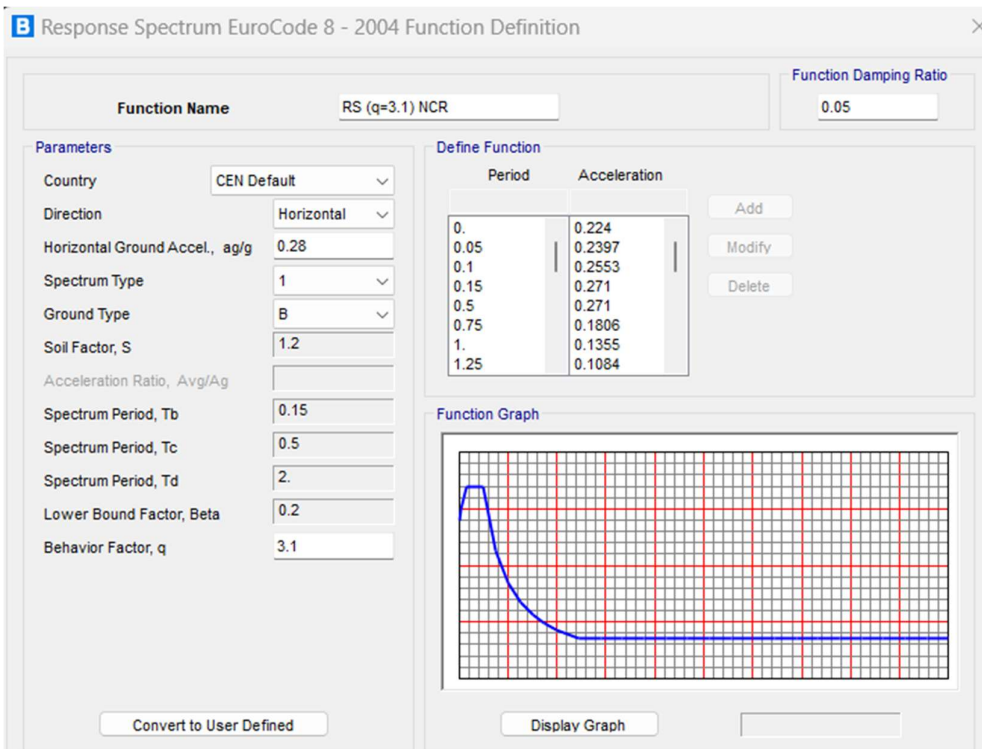 B Response Spectrum EuroCode 8 - 2004 Function Definition
Function Damping Ratio
Function Name RS (q=3.1) NCR 0.05
Parameters
Country CEN Default
Direction Horizontal
Horizontal Ground Accel., ag/g 0.28
Spectrum Type 1
Ground Type B
Soil Factor, S 1.2
Acceleration Ratio, Avg/Ag
Spectrum Period, Tb 0.15
Spectrum Period, Tc 0.5
Spectrum Period, Td 2.
Lower Bound Factor, Beta 0.2
Behavior Factor, q 3.1
Convert to User Defined
Define Function
Period Acceleration
0. 0.224
0.05 0.2397
0.1 0.2553
0.15 0.271
0.5 0.271
0.75 0.1806
1. 0.1355
1.25 0.1084
Add
Modify
Delete
Function Graph
Display Graph